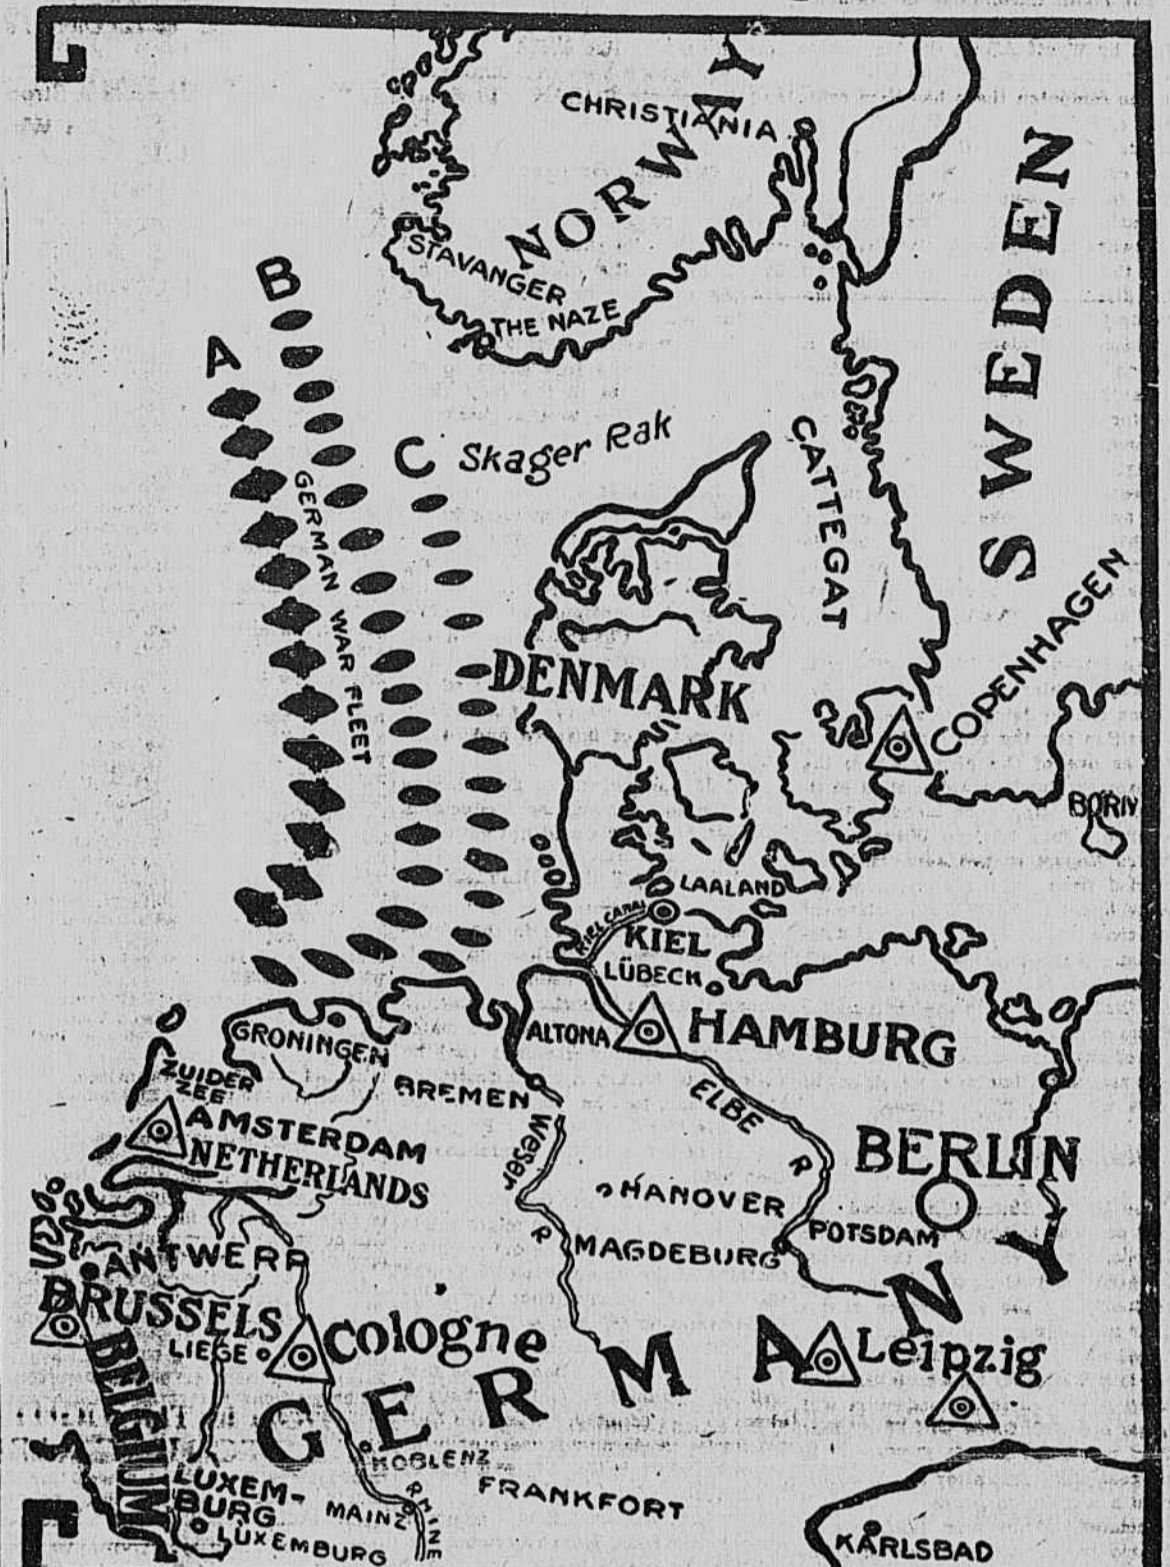 NORWAY
CHRISTIANIA
SWEDEN
STAVANGER
THE NAZE
B
A
C
Skager Rak
CATTEGAT
GERMAN WAR FLEET
DENMARK
COPENHAGEN
BORN
LAALAND
KIEL CANAL
KIEL
LÜBECK
ALTONA
HAMBURG
GRONINGEN
ZUIDER
ZEE
BREMEN
ELBE R
AMSTERDAM
NETHERLANDS
Weser R
BERLIN
HANOVER
POTSDAM
MAGDEBURG
ANTWERP
BRUSSELS
LIEGE
Cologne
Leipzig
GERMANY
BELGIUM
KOBLENZ
LUXEM-
BURG
MAINZ
RHINE
FRANKFORT
LUXEMBURG
KARLSBAD